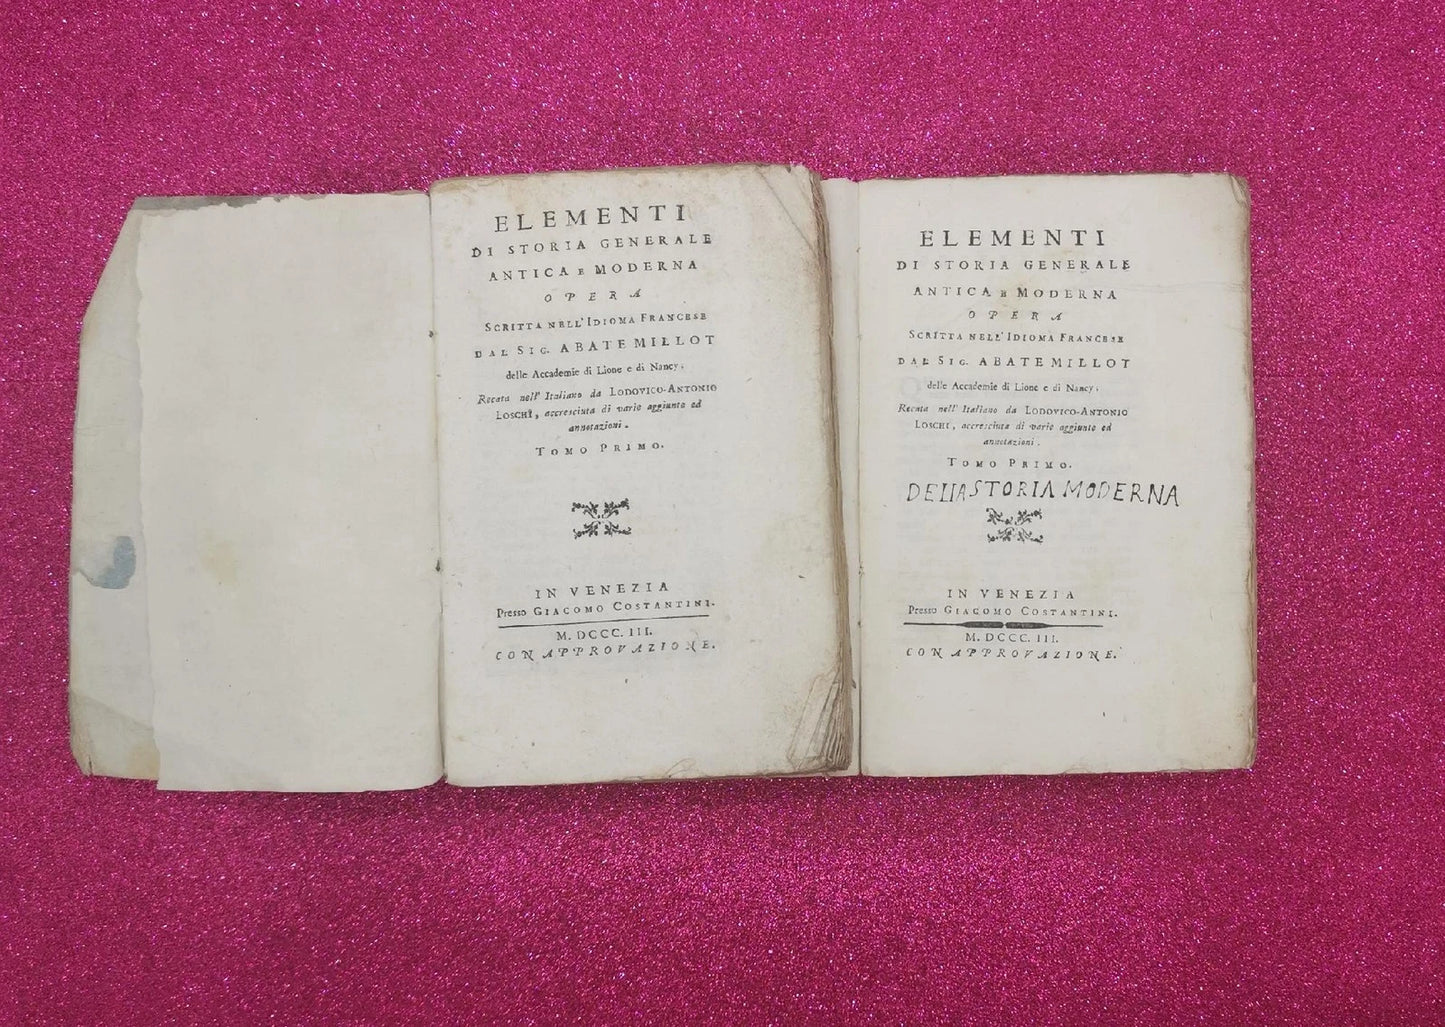 ELEMENTI
DI STORIA GENERALE
ANTICA E MODERNA
OPERA
SCRITTA NELL'IDIOMA FRANCESE
DAL SIG. ABATE MILLOT
delle Accademie di Lione e di Nancy;
Recata nell' Italiano da LODOVICO-ANTONIO
LOSCHI, accresciuta di varie aggiunte ed
annotazioni.
TOMO PRIMO.
IN VENEZIA
Presso GIACOMO COSTANTINI.
M. DCCC. III.
CON APPROVAZIONE.
ELEMENTI
DI STORIA GENERALE
ANTICA E MODERNA
OPERA
SCRITTA NELL'IDIOMA FRANCESE
DAL SIG. ABATE MILLOT
delle Accademie di Lione e di Nancy;
Recata nell' Italiano da LODOVICO-ANTONIO
LOSCHI, accresciuta di varie aggiunte ed
annotazioni.
TOMO PRIMO.
DELLA STORIA MODERNA
IN VENEZIA
Presso GIACOMO COSTANTINI.
M. DCCC. III.
CON APPROVAZIONE.